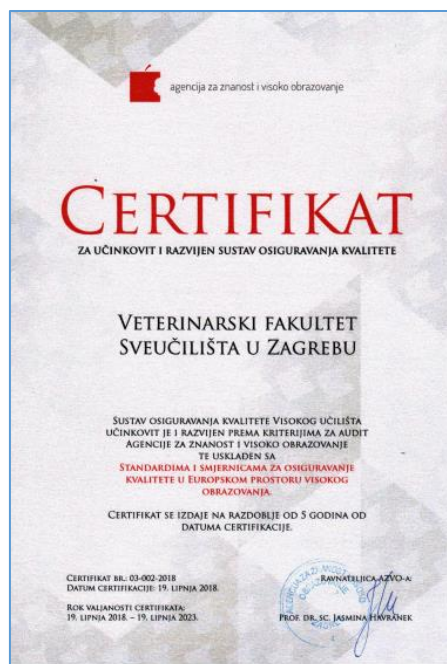 agencija za znanost i visoko obrazovanje
CERTIFIKAT
ZA UČINKOVIT I RAZVIJEN SUSTAV OSIGURAVANJA KVALITETE
VETERINARSKI FAKULTET
SVEUČILIŠTA U ZAGREBU
SUSTAV OSIGURAVANJA KVALITETE VISOKOG UČILIŠTA
UČINKOVIT JE I RAZVIJEN PREMA KRITERIJIMA ZA AUDIT
AGENCIJE ZA ZNANOST I VISOKO OBRAZOVANJE
TE USKLAĐEN SA
STANDARDIMA I SMJERNICAMA ZA OSIGURAVANJE
KVALITETE U EUROPSKOM PROSTORU VISOKOG
OBRAZOVANJA.
CERTIFIKAT SE IZDAJE NA RAZDOBLJE OD 5 GODINA OD
DATUMA CERTIFIKACIJE.
CERTIFIKAT BR.: 03-002-2018
DATUM CERTIFIKACIJE: 19. LIPNJA 2018.
ROK VALJANOSTI CERTIFIKATA:
19. LIPNJA 2018. – 19. LIPNJA 2023.
RAVNATELJICA AZVO-A:
PROF. DR. SC. JASMINA HAVRANEK